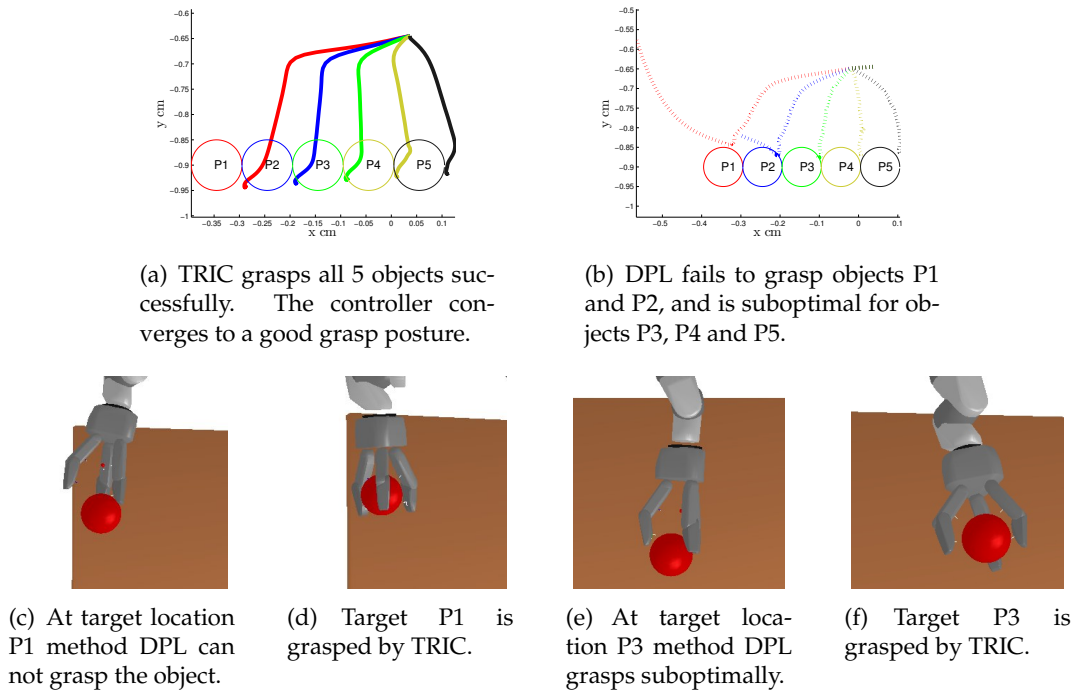 -0.6
-0.65
-0.7
-0.75
-0.8
-0.85
-0.9
-0.95
-1
y cm
P1 P2 P3 P4 P5
-0.35 -0.3 -0.25 -0.2 -0.15 -0.1 -0.05 0 0.05 0.1
x cm
-0.5
-0.55
-0.6
-0.65
-0.7
-0.75
-0.8
-0.85
-0.9
-0.95
-1
y cm
P1 P2 P3 P4 P5
-0.5 -0.4 -0.3 -0.2 -0.1 0 0.1
x cm
(a) TRIC grasps all 5 objects suc-
cessfully. The controller con-
verges to a good grasp posture.
(b) DPL fails to grasp objects P1
and P2, and is suboptimal for ob-
jects P3, P4 and P5.
(c) At target location
P1 method DPL can
not grasp the object.
(d) Target P1 is
grasped by TRIC.
(e) At target loca-
tion P3 method DPL
grasps suboptimally.
(f) Target P3 is
grasped by TRIC.